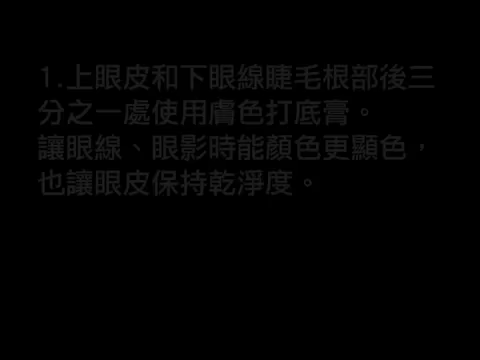 1.上眼皮和下眼線睫毛根部後三
分之一處使用膚色打底膏。
讓眼線、眼影時能顏色更顯色，
也讓眼皮保持乾淨度。